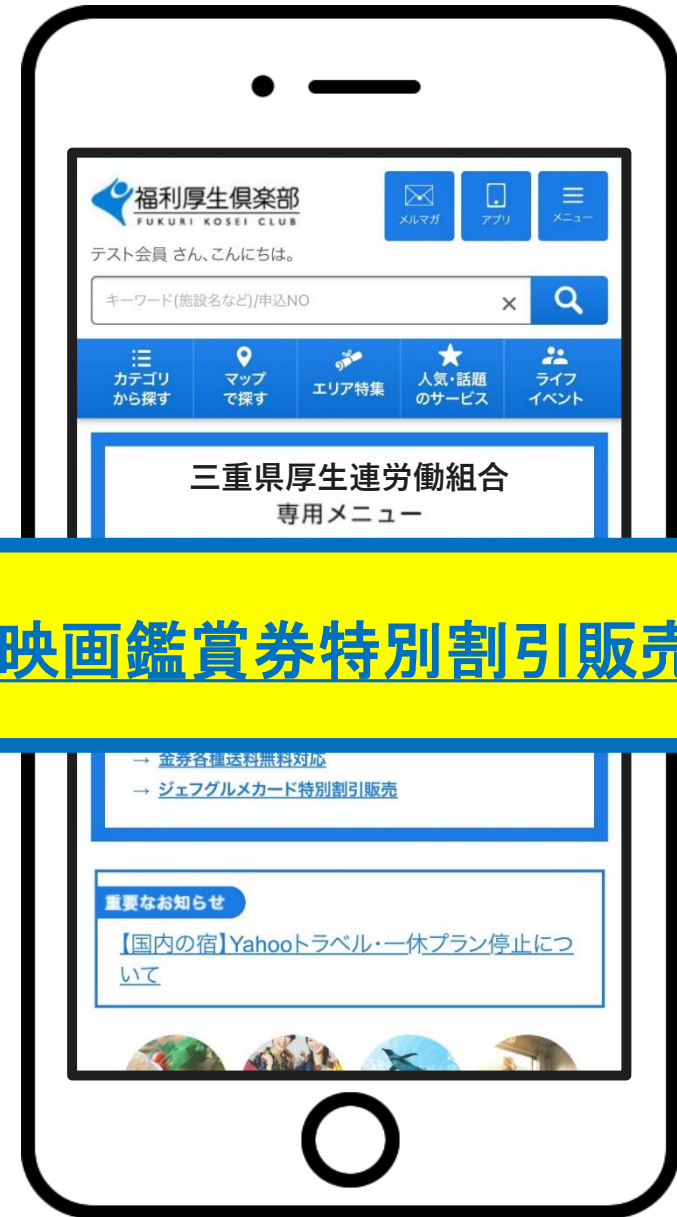 福利厚生倶楽部
FUKURI KOSEI CLUB
メルマガ
アプリ
メニュー
テスト会員 さん、こんにちは。
キーワード(施設名など)/申込NO
カテゴリ
から探す
マップ
で探す
エリア特集
人気・話題
のサービス
ライフ
イベント
三重県厚生連労働組合
専用メニュー
映画鑑賞券特別割引販売
→ 金券各種送料無料対応
→ ジェフグルメカード特別割引販売
重要なお知らせ
【国内の宿】Yahooトラベル・一休プラン停止につ
いて